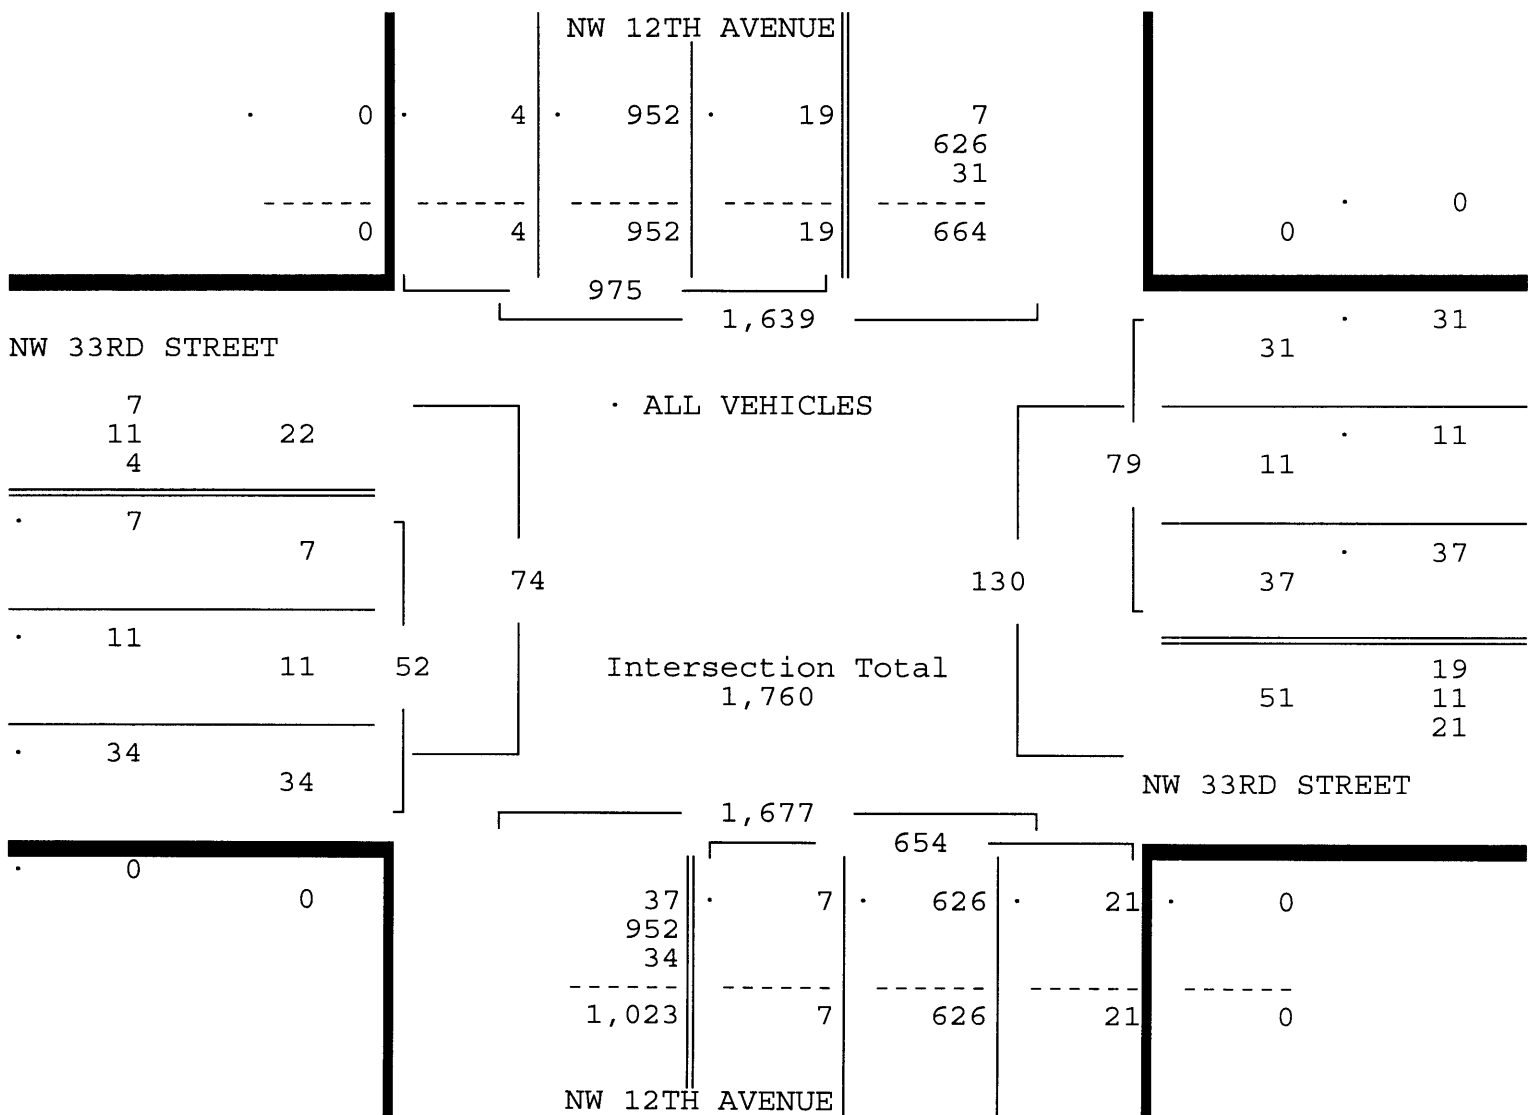 NW 12TH AVENUE
· 0 · 4 · 952 · 19 7
626
31
------ ------ ------ ------ ------ · 0
0 4 952 19 664 0
975
1,639 · 31
NW 33RD STREET 31
7 · ALL VEHICLES
11 22 · 11
4 79 11
· 7
7 · 37
74 130 37
· 11
11 52 Intersection Total 19
1,760 51 11
21
· 34
34 NW 33RD STREET
1,677
654
· 0
0 37 · 7 · 626 · 21 · 0
952
34
------ ------ ------ ------ ------
1,023 7 626 21 0
NW 12TH AVENUE